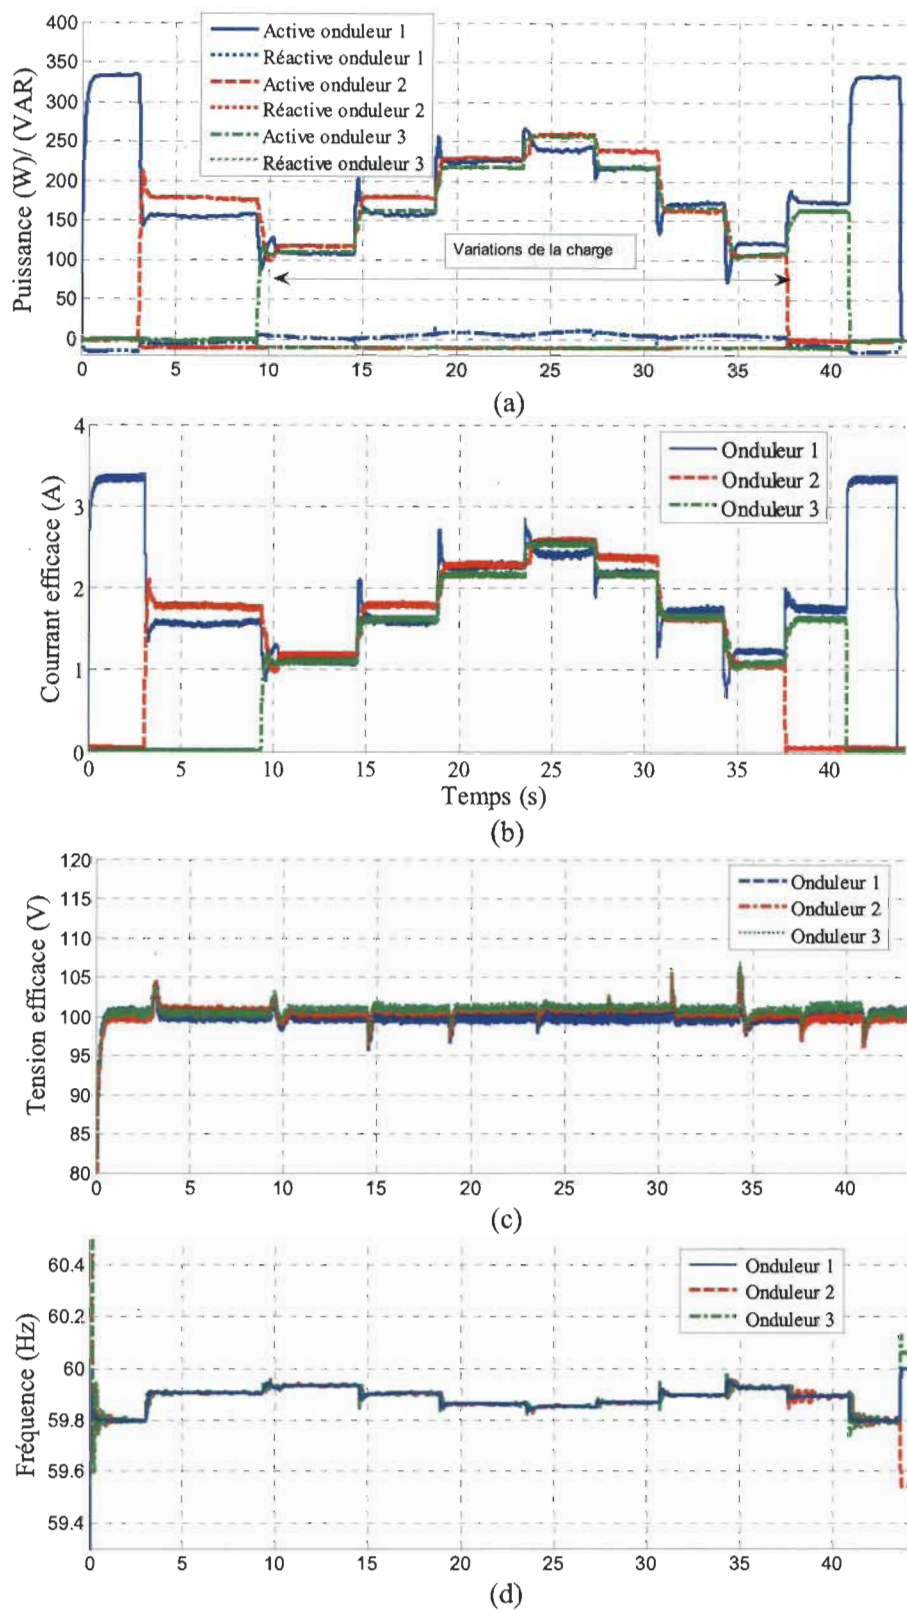 400
350
300
250
200
150
100
50
0
Puissance (W)/ (VAR)
Active onduleur 1
Réactive onduleur 1
Active onduleur 2
Réactive onduleur 2
Active onduleur 3
Réactive onduleur 3
Variations de la charge
0 5 10 15 20 25 30 35 40
(a)
4
3
2
1
0
Courrant efficace (A)
Onduleur 1
Onduleur 2
Onduleur 3
0 5 10 15 20 25 30 35 40
Temps (s)
(b)
120
115
110
105
100
95
90
85
80
Tension efficace (V)
Onduleur 1
Onduleur 2
Onduleur 3
0 5 10 15 20 25 30 35 40
(c)
60.4
60.2
60
59.8
59.6
59.4
Fréquence (Hz)
Onduleur 1
Onduleur 2
Onduleur 3
0 5 10 15 20 25 30 35 40
(d)